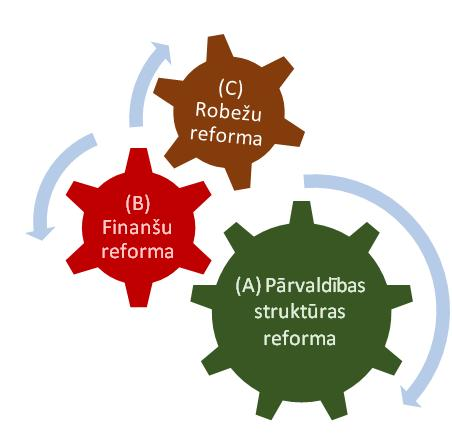 (C)
Robežu
reforma
(B)
Finanšu
reforma
(A) Pārvaldības
struktūras
reforma